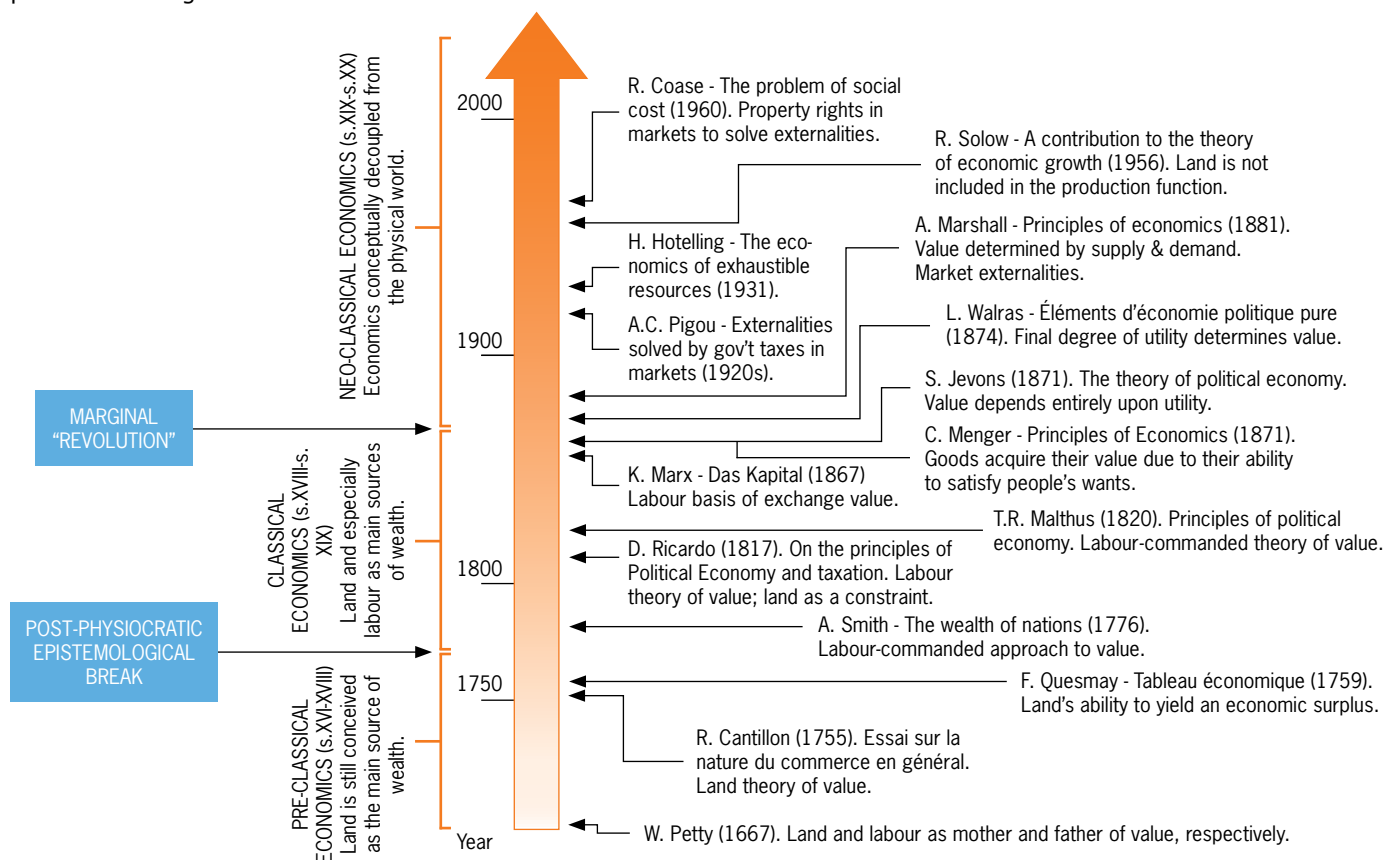 NEO-CLASSICAL ECONOMICS (s.XIX-s.XX)
Economics conceptually decoupled from
the physical world.
CLASSICAL
ECONOMICS (s.XVIII-s.
XIX)
Land and especially
labour as main sources
of wealth.
PRE-CLASSICAL
ECONOMICS (s.XVI-XVIII)
Land is still conceived
as the main source of
wealth.
MARGINAL
“REVOLUTION”
POST-PHYSIOCRATIC
EPISTEMOLOGICAL
BREAK
2000
1900
1800
1750
Year
R. Coase - The problem of social
cost (1960). Property rights in
markets to solve externalities.
R. Solow - A contribution to the theory
of economic growth (1956). Land is not
included in the production function.
A. Marshall - Principles of economics (1881).
Value determined by supply & demand.
Market externalities.
H. Hotelling - The eco-
nomics of exhaustible
resources (1931).
L. Walras - Éléments d’économie politique pure
(1874). Final degree of utility determines value.
A.C. Pigou - Externalities
solved by gov’t taxes in
markets (1920s).
S. Jevons (1871). The theory of political economy.
Value depends entirely upon utility.
C. Menger - Principles of Economics (1871).
Goods acquire their value due to their ability
to satisfy people’s wants.
K. Marx - Das Kapital (1867)
Labour basis of exchange value.
T.R. Malthus (1820). Principles of political
economy. Labour-commanded theory of value.
D. Ricardo (1817). On the principles of
Political Economy and taxation. Labour
theory of value; land as a constraint.
A. Smith - The wealth of nations (1776).
Labour-commanded approach to value.
F. Quesmay - Tableau économique (1759).
Land’s ability to yield an economic surplus.
R. Cantillon (1755). Essai sur la
nature du commerce en général.
Land theory of value.
W. Petty (1667). Land and labour as mother and father of value, respectively.